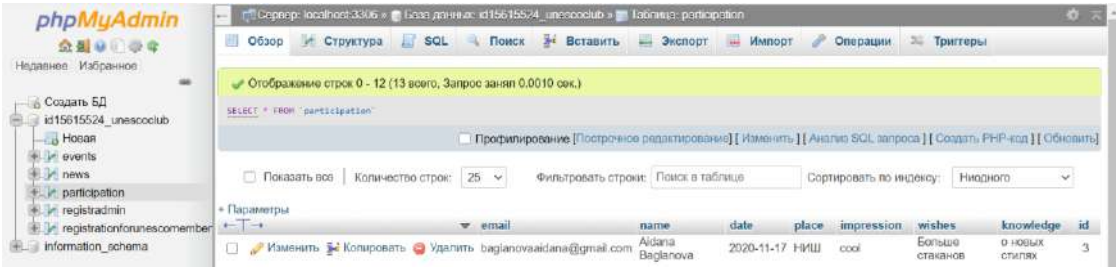 phpMyAdmin
Недавнее Избранное
Создать БД
id15615524_unescoclub
Новая
events
news
participation
registradmin
registrationforunescomember
information_schema
Сервер: localhost:3306 » База данных: id15615524_unescoclub » Таблица: participation
Обзор Структура SQL Поиск Вставить Экспорт Импорт Операции Триггеры
Отображение строк 0 - 12 (13 всего, Запрос занял 0.0010 сек.)
SELECT * FROM `participation`
Профилирование [Построчное редактирование] [ Изменить ] [ Анализ SQL запроса ] [ Создать PHP-код ] [ Обновить]
Показать все | Количество строк: 25 Фильтровать строки: Поиск в таблице Сортировать по индексу: Ниодного
+ Параметры
email name date place impression wishes knowledge id
Изменить Копировать Удалить baglanovaaidana@gmail.com Aidana Baglanova 2020-11-17 НИШ cool Больше стаканов о новых стилях 3